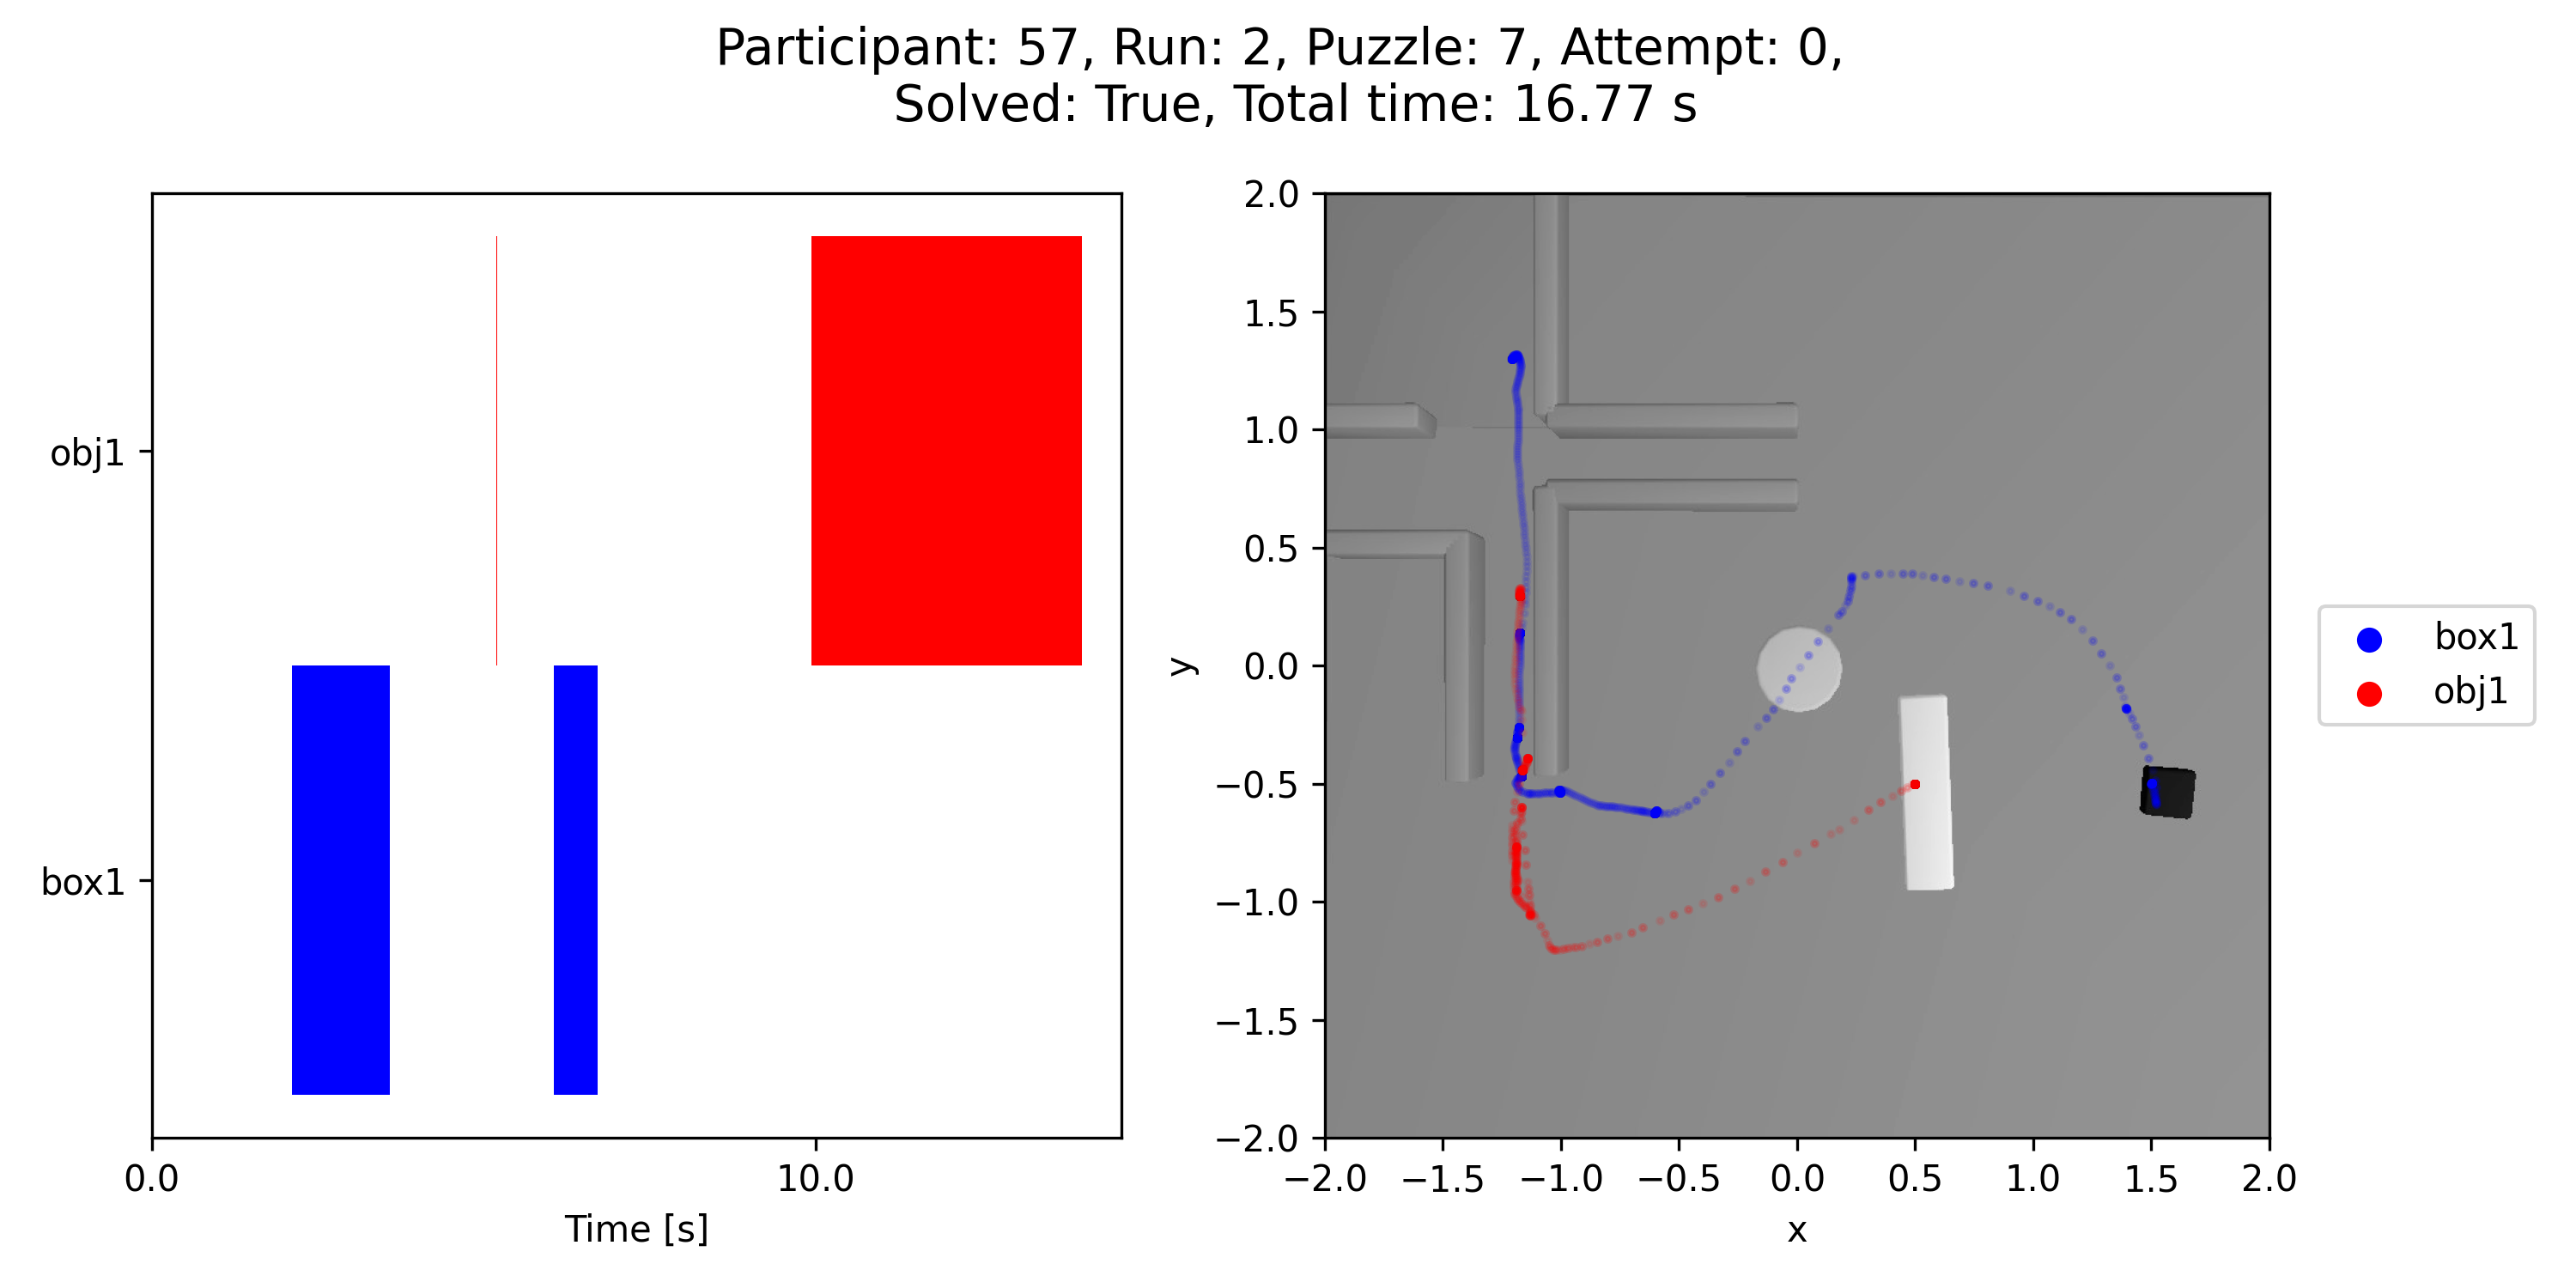 Participant: 57, Run: 2, Puzzle: 7, Attempt: 0,
Solved: True, Total time: 16.77 s
obj1
box1
0.0
10.0
Time [s]
2.0
1.5
1.0
0.5
0.0
−0.5
−1.0
−1.5
−2.0
y
−2.0 −1.5 −1.0 −0.5 0.0 0.5 1.0 1.5 2.0
x
box1
obj1